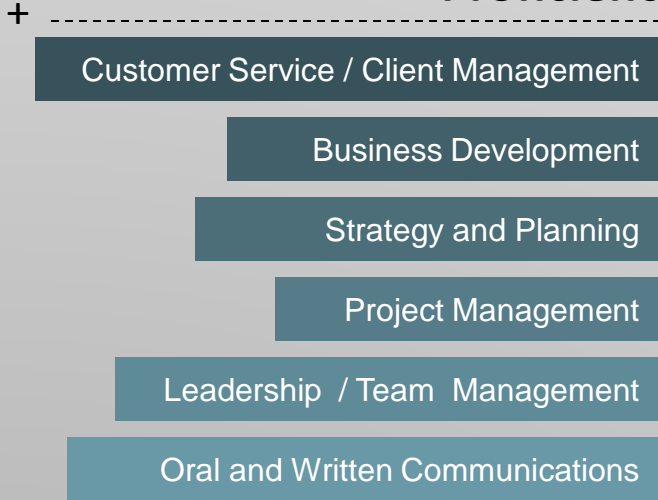 +
Customer Service / Client Management
Business Development
Strategy and Planning
Project Management
Leadership / Team Management
Oral and Written Communications